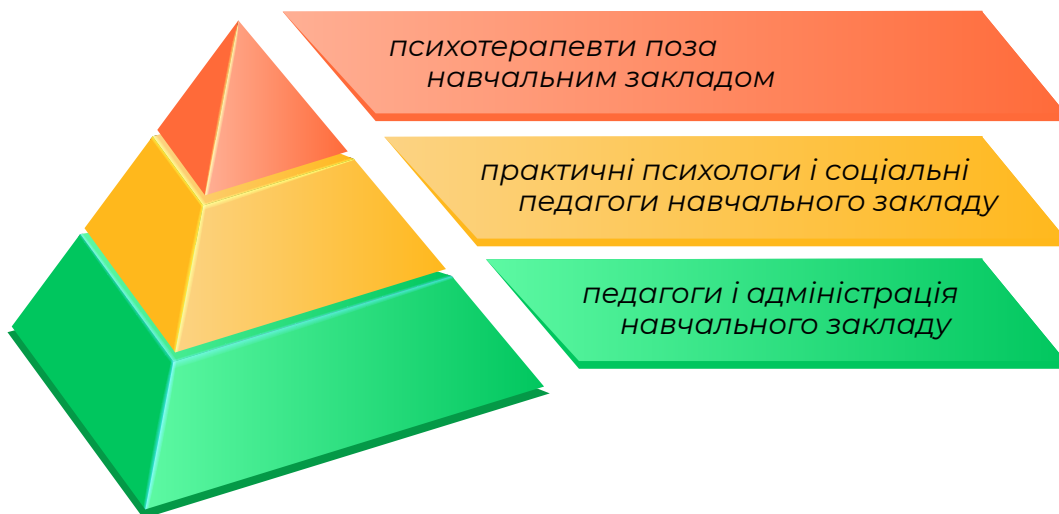 психотерапевти поза
навчальним закладом
практичні психологи і соціальні
педагоги навчального закладу
педагоги і адміністрація
навчального закладу